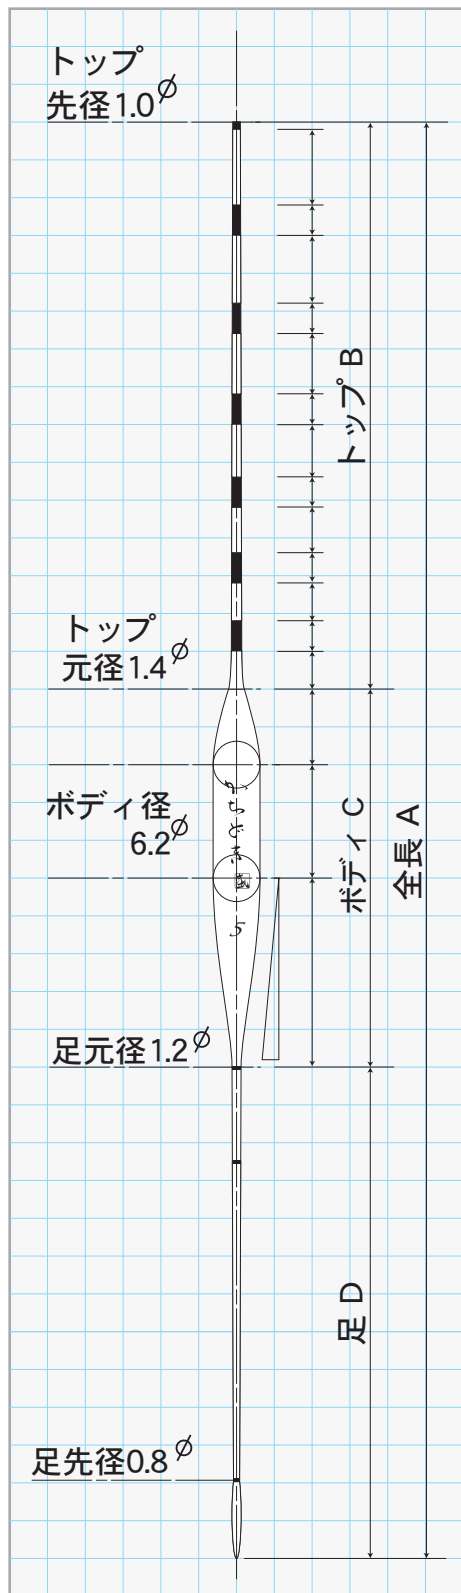 トップ
先径1.0φ
トップ B
トップ
元径1.4φ
ボディ径
6.2φ
ボディ C
全長 A
5
足元径1.2φ
足 D
足先径0.8φ